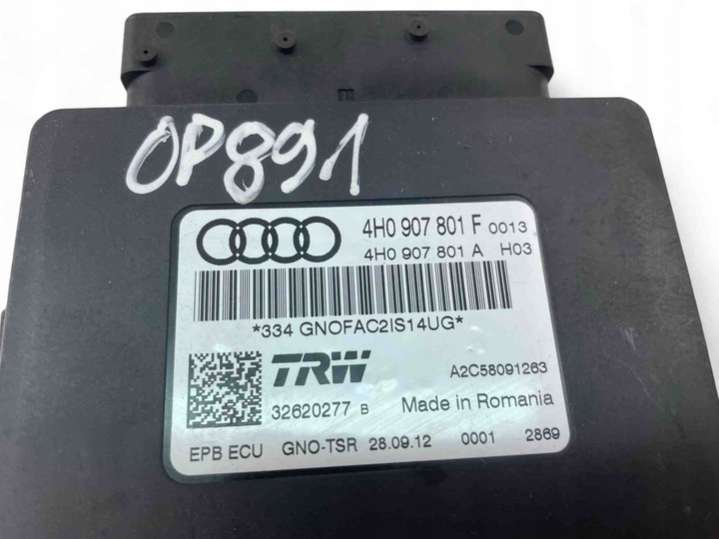 OP891
4H0 907 801 F 0013
4H0 907 801 A H03
*334 GNOFAC2IS14UG*
TRW
A2C58091263
32620277 B Made in Romania
EPB ECU GNO-TSR 28.09.12 0001 2869